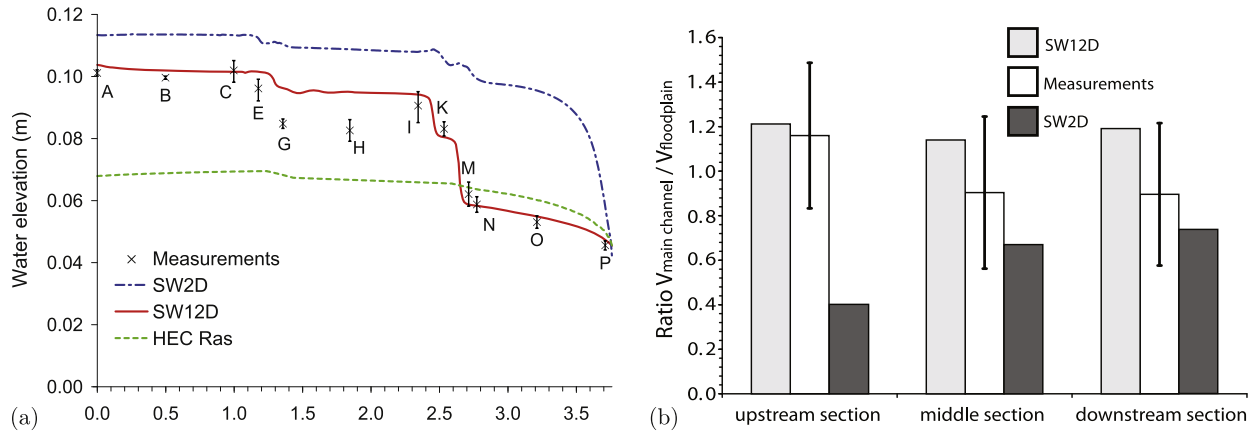 0.12
0.10
0.08
0.06
0.04
0.02
0.00
Water elevation (m)
A
B
C
E
G
H
I
K
M
N
O
P
Measurements
SW2D
SW12D
HEC Ras
0.0
0.5
1.0
1.5
2.0
2.5
3.0
3.5
(a)
1.6
1.4
1.2
1.0
0.8
0.6
0.4
0.2
0.0
Ratio Vmain channel / Vfloodplain
SW12D
Measurements
SW2D
upstream section
middle section
downstream section
(b)